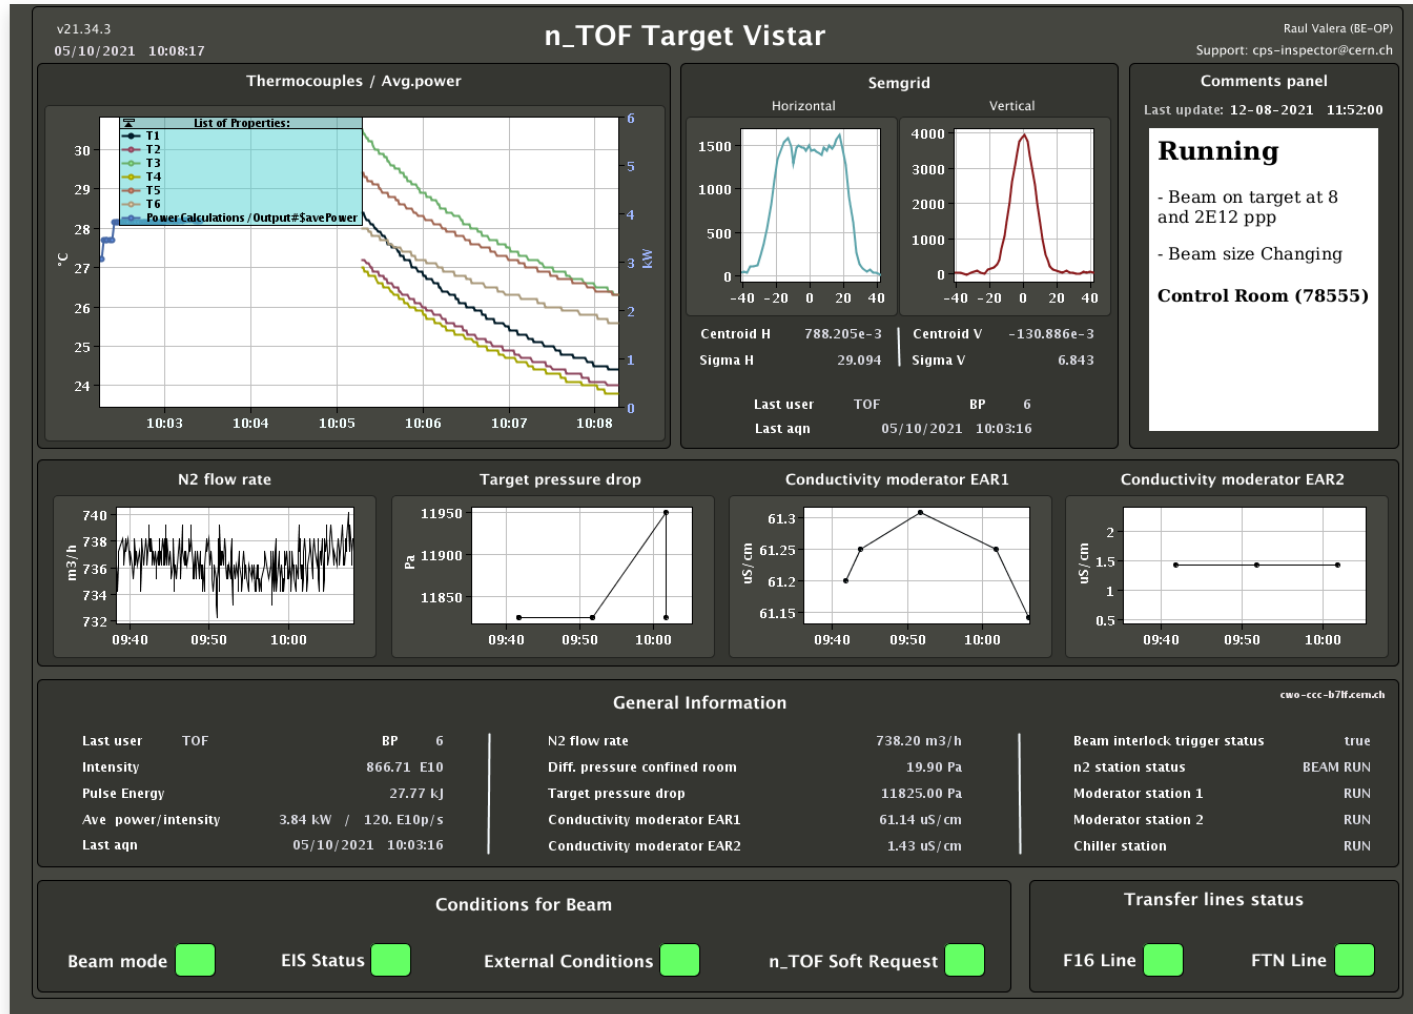 v21.34.3
05/10/2021 10:08:17
n_TOF Target Vistar
Raul Valera (BE-OP)
Support: cps-inspector@cern.ch
Thermocouples / Avg.power
List of Properties:
T1
T2
T3
T4
T5
T6
PowerCalculations/Output#$avePower
30
29
28
27
26
25
24
°C
6
5
4
3
2
1
0
kW
10:03 10:04 10:05 10:06 10:07 10:08
Semgrid
Horizontal
1500
1000
500
0
-40 -20 0 20 40
Vertical
4000
3000
2000
1000
0
-40 -20 0 20 40
Centroid H 788.205e-3
Sigma H 29.094
Centroid V -130.886e-3
Sigma V 6.843
Last user TOF BP 6
Last aqn 05/10/2021 10:03:16
Comments panel
Last update: 12-08-2021 11:52:00
Running
- Beam on target at 8
and 2E12 ppp
- Beam size Changing
Control Room (78555)
N2 flow rate
740
738
736
734
732
m3/h
09:40 09:50 10:00
Target pressure drop
11950
11900
11850
Pa
09:40 09:50 10:00
Conductivity moderator EAR1
61.3
61.25
61.2
61.15
uS/cm
09:40 09:50 10:00
Conductivity moderator EAR2
2
1.5
1
0.5
uS/cm
09:40 09:50 10:00
General Information
cwo-ccc-b7lf.cern.ch
Last user TOF BP 6
Intensity 866.71 E10
Pulse Energy 27.77 kJ
Ave power/intensity 3.84 kW / 120. E10p/s
Last aqn 05/10/2021 10:03:16
N2 flow rate 738.20 m3/h
Diff. pressure confined room 19.90 Pa
Target pressure drop 11825.00 Pa
Conductivity moderator EAR1 61.14 uS/cm
Conductivity moderator EAR2 1.43 uS/cm
Beam interlock trigger status true
n2 station status BEAM RUN
Moderator station 1 RUN
Moderator station 2 RUN
Chiller station RUN
Conditions for Beam
Beam mode
EIS Status
External Conditions
n_TOF Soft Request
Transfer lines status
F16 Line
FTN Line